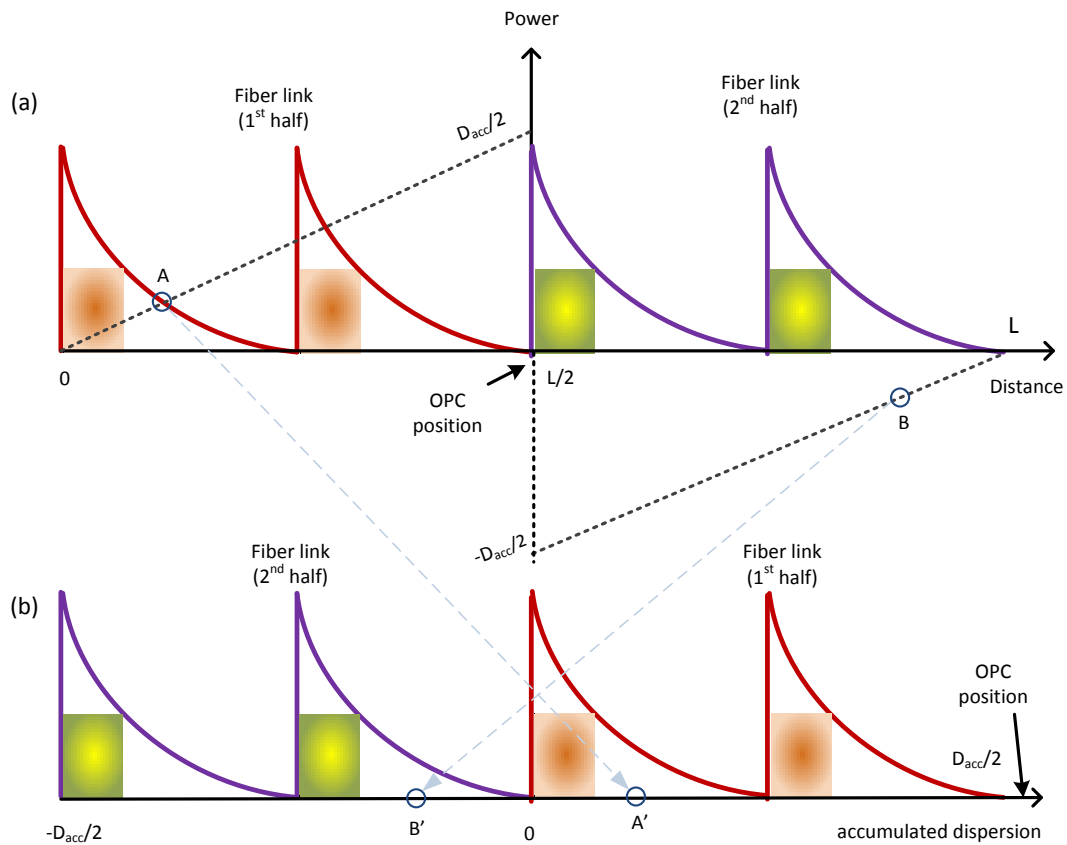 Power
(a)
Fiber link
(1st half)
Fiber link
(2nd half)
Dacc/2
A
L
0
L/2
Distance
OPC
position
B
-Dacc/2
Fiber link
(2nd half)
Fiber link
(1st half)
(b)
OPC
position
Dacc/2
B’
A’
-Dacc/2
0
accumulated dispersion